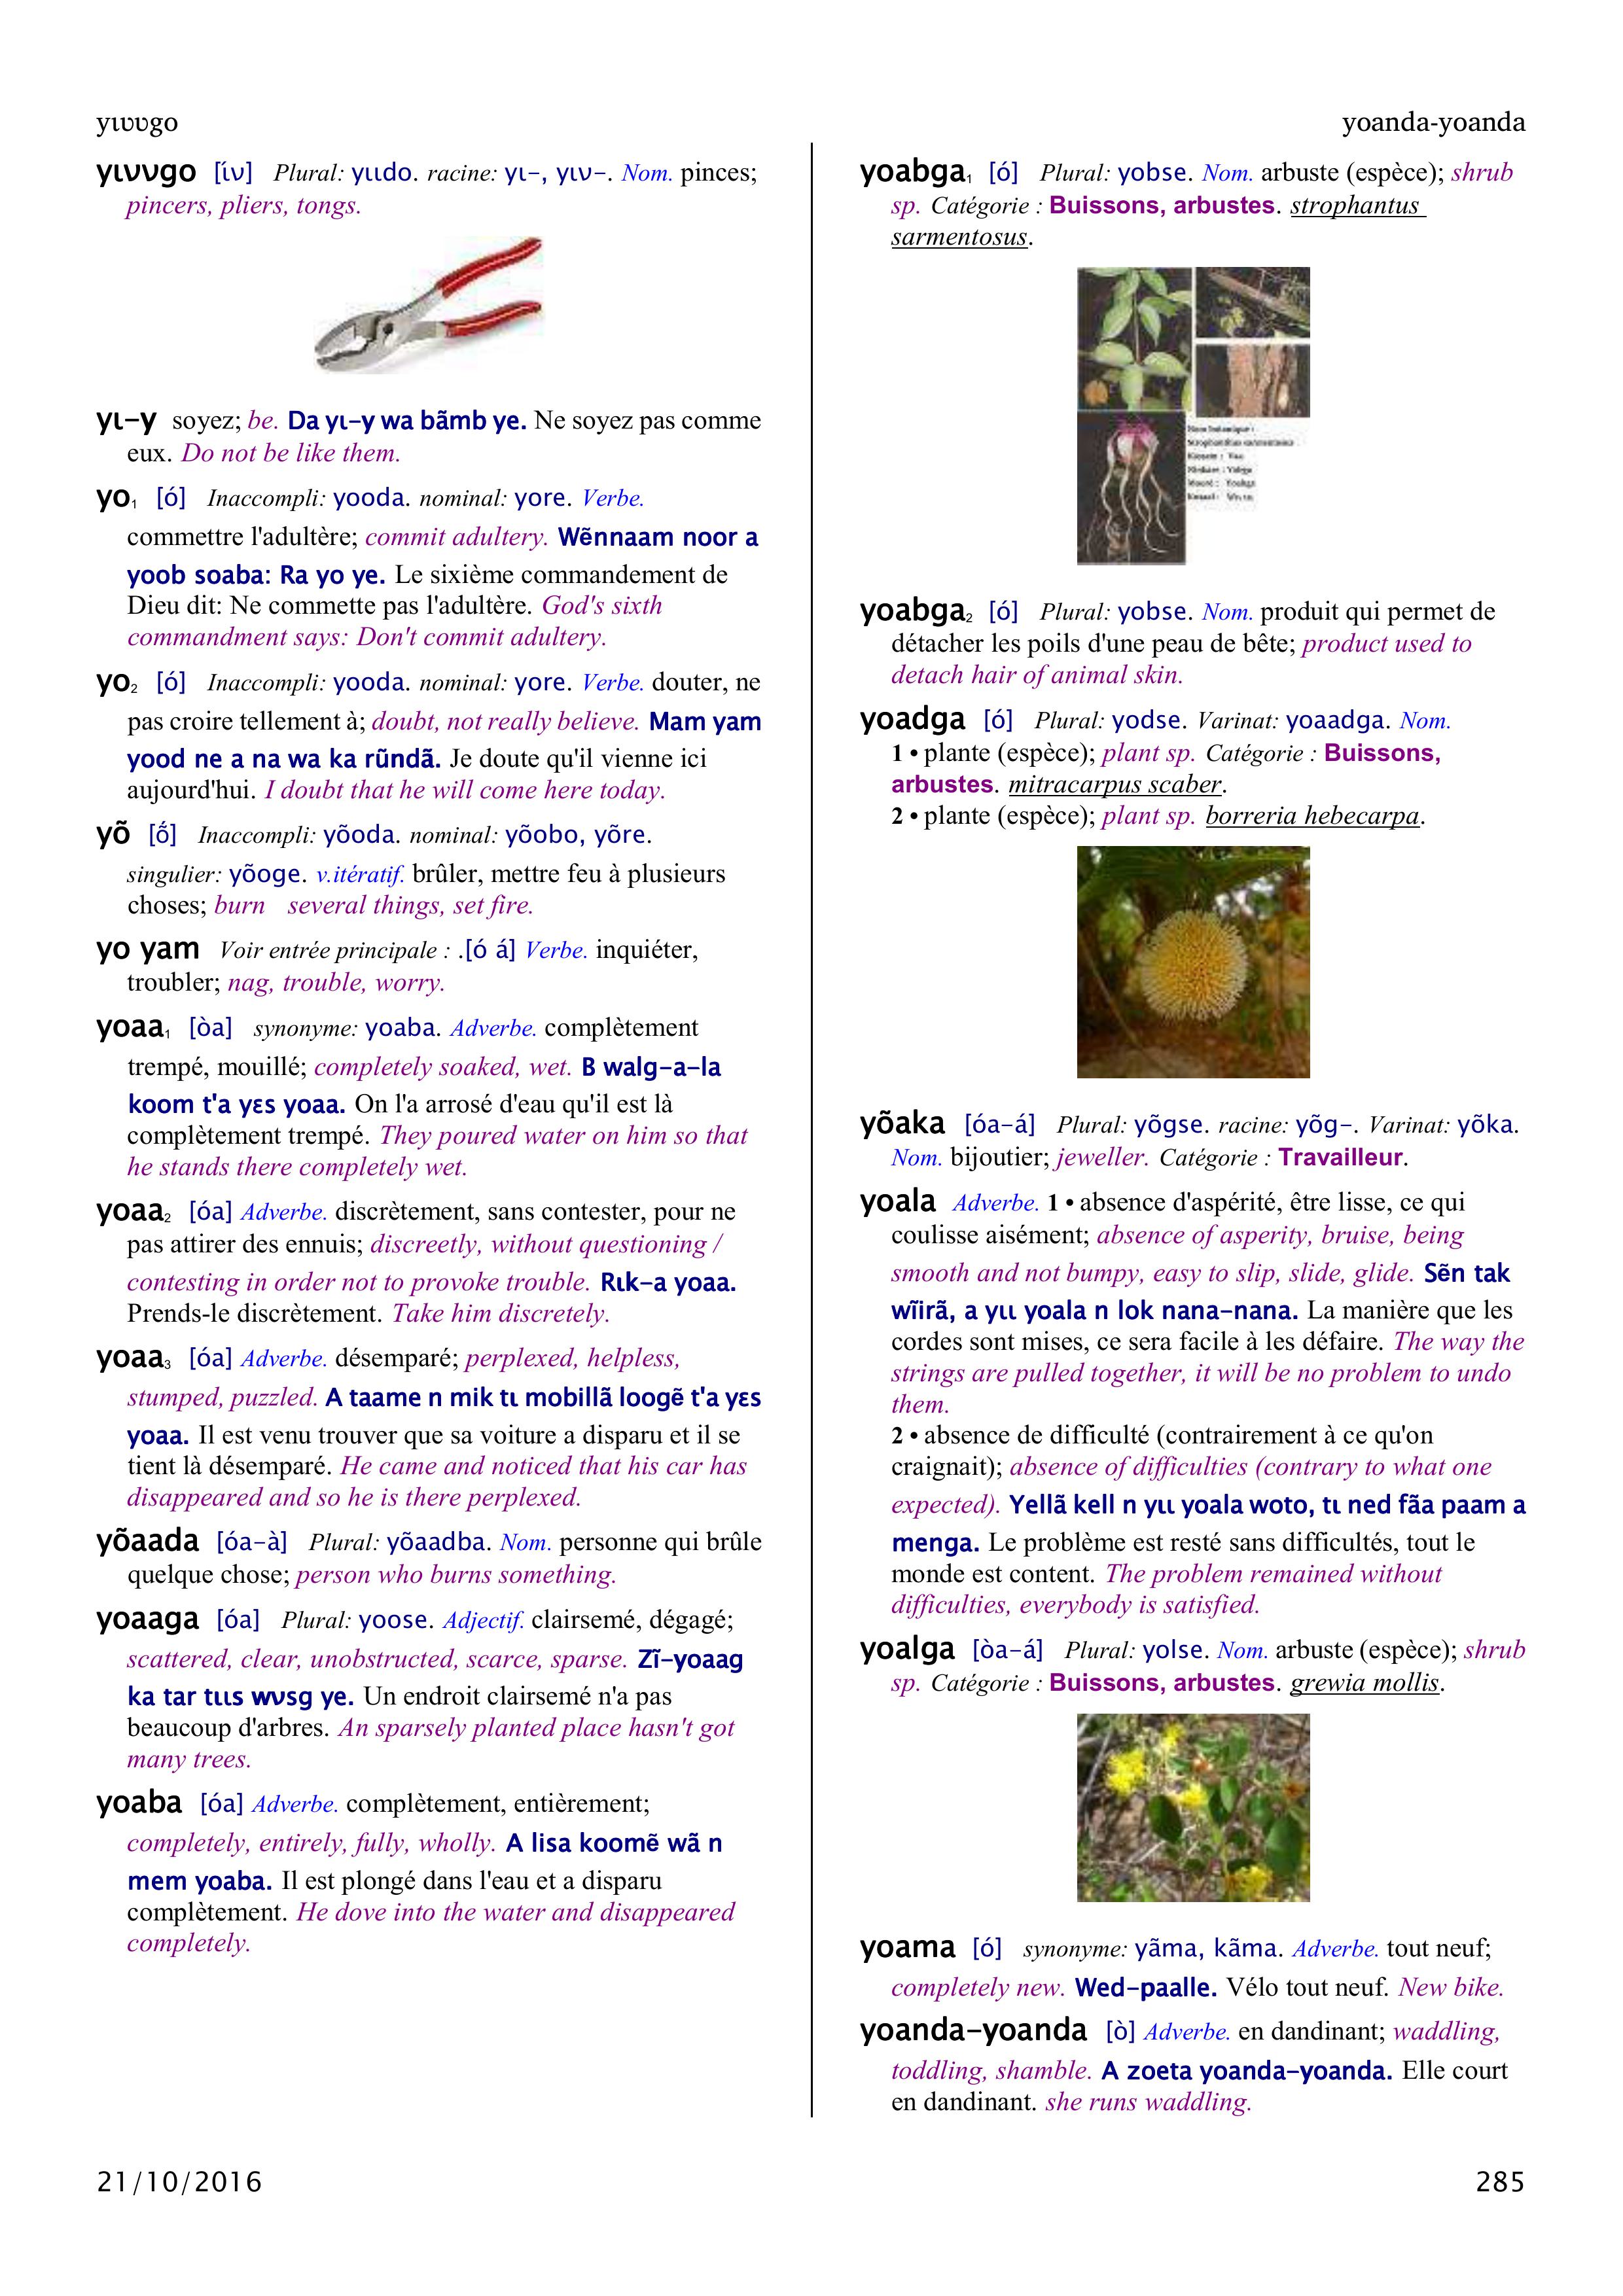 yɩʋʋgo
yoanda-yoanda
yɩʋʋgo [ɩ́ʋ] Plural: yɩɩdo. racine: yɩ–, yɩʋ–. Nom. pinces;
pincers, pliers, tongs.
yɩ–y soyez; be. Da yɩ–y wa bãmb ye. Ne soyez pas comme
eux. Do not be like them.
yo1 [ó] Inaccompli: yooda. nominal: yore. Verbe.
commettre l'adultère; commit adultery. Wẽnnaam noor a
yoob soaba: Ra yo ye. Le sixième commandement de
Dieu dit: Ne commette pas l'adultère. God's sixth
commandment says: Don't commit adultery.
yo2 [ó] Inaccompli: yooda. nominal: yore. Verbe. douter, ne
pas croire tellement à; doubt, not really believe. Mam yam
yood ne a na wa ka rũndã. Je doute qu'il vienne ici
aujourd'hui. I doubt that he will come here today.
yõ [ṍ] Inaccompli: yõoda. nominal: yõobo, yõre.
singulier: yõoge. v.itératif. brûler, mettre feu à plusieurs
choses; burn several things, set fire.
yo yam Voir entrée principale : .[ó á] Verbe. inquiéter,
troubler; nag, trouble, worry.
yoaa1 [òa] synonyme: yoaba. Adverbe. complètement
trempé, mouillé; completely soaked, wet. B walg–a–la
koom t'a yɛs yoaa. On l'a arrosé d'eau qu'il est là
complètement trempé. They poured water on him so that
he stands there completely wet.
yoaa2 [óa] Adverbe. discrètement, sans contester, pour ne
pas attirer des ennuis; discreetly, without questioning /
contesting in order not to provoke trouble. Rɩk–a yoaa.
Prends-le discrètement. Take him discretely.
yoaa3 [óa] Adverbe. désemparé; perplexed, helpless,
stumped, puzzled. A taame n mik tɩ mobillã loogẽ t'a yɛs
yoaa. Il est venu trouver que sa voiture a disparu et il se
tient là désemparé. He came and noticed that his car has
disappeared and so he is there perplexed.
yõaada [óa–à] Plural: yõaadba. Nom. personne qui brûle
quelque chose; person who burns something.
yoaaga [óa] Plural: yoose. Adjectif. clairsemé, dégagé;
scattered, clear, unobstructed, scarce, sparse. Zĩ–yoaag
ka tar tɩɩs wʋsg ye. Un endroit clairsemé n'a pas
beaucoup d'arbres. An sparsely planted place hasn't got
many trees.
yoaba [óa] Adverbe. complètement, entièrement;
completely, entirely, fully, wholly. A lisa koomẽ wã n
mem yoaba. Il est plongé dans l'eau et a disparu
complètement. He dove into the water and disappeared
completely.
yoabga1 [ó] Plural: yobse. Nom. arbuste (espèce); shrub
sp. Catégorie : Buissons, arbustes. strophantus
sarmentosus.
yoabga2 [ó] Plural: yobse. Nom. produit qui permet de
détacher les poils d'une peau de bête; product used to
detach hair of animal skin.
yoadga [ó] Plural: yodse. Varinat: yoaadga. Nom.
1 • plante (espèce); plant sp. Catégorie : Buissons,
arbustes. mitracarpus scaber.
2 • plante (espèce); plant sp. borreria hebecarpa.
yõaka [óa–á] Plural: yõgse. racine: yõg–. Varinat: yõka.
Nom. bijoutier; jeweller. Catégorie : Travailleur.
yoala Adverbe. 1 • absence d'aspérité, être lisse, ce qui
coulisse aisément; absence of asperity, bruise, being
smooth and not bumpy, easy to slip, slide, glide. Sẽn tak
wĩirã, a yɩɩ yoala n lok nana–nana. La manière que les
cordes sont mises, ce sera facile à les défaire. The way the
strings are pulled together, it will be no problem to undo
them.
2 • absence de difficulté (contrairement à ce qu'on
craignait); absence of difficulties (contrary to what one
expected). Yellã kell n yɩɩ yoala woto, tɩ ned fãa paam a
menga. Le problème est resté sans difficultés, tout le
monde est content. The problem remained without
difficulties, everybody is satisfied.
yoalga [òa–á] Plural: yolse. Nom. arbuste (espèce); shrub
sp. Catégorie : Buissons, arbustes. grewia mollis.
yoama [ó] synonyme: yãma, kãma. Adverbe. tout neuf;
completely new. Wed–paalle. Vélo tout neuf. New bike.
yoanda–yoanda [ò] Adverbe. en dandinant; waddling,
toddling, shamble. A zoeta yoanda–yoanda. Elle court
en dandinant. she runs waddling.
21/10/2016
285